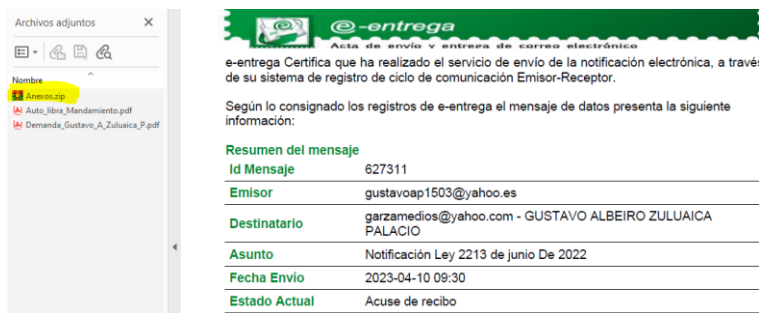 Archivos adjuntos
Nombre
Anexos.zip
Auto_libra_Mandamiento.pdf
Demanda_Gustavo_A_Zuluaica_P.pdf
@-entrega
Acta de envío y entrega de correo electrónico
e-entrega Certifica que ha realizado el servicio de envío de la notificación electrónica, a través
de su sistema de registro de ciclo de comunicación Emisor-Receptor.
Según lo consignado los registros de e-entrega el mensaje de datos presenta la siguiente
información:
Resumen del mensaje
Id Mensaje 627311
Emisor gustavoap1503@yahoo.es
Destinatario garzamedios@yahoo.com - GUSTAVO ALBEIRO ZULUAICA
PALACIO
Asunto Notificación Ley 2213 de junio De 2022
Fecha Envio 2023-04-10 09:30
Estado Actual Acuse de recibo